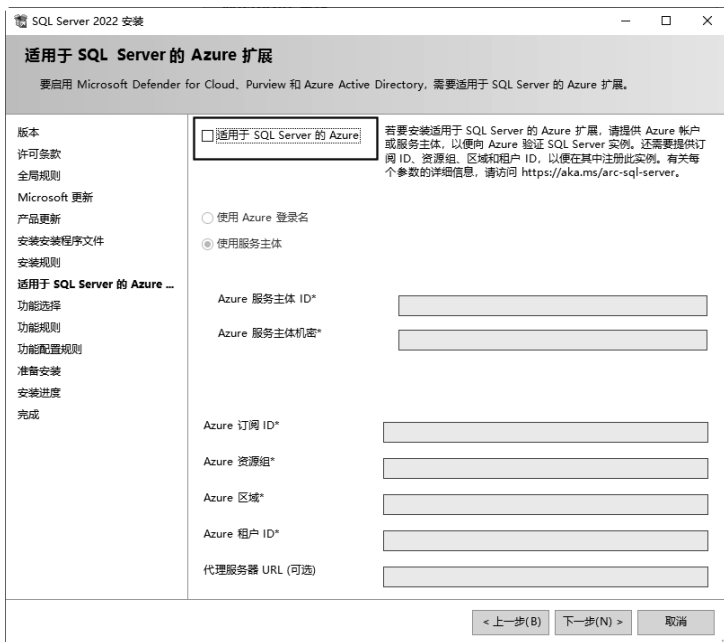 SQL Server 2022 安装
适用于 SQL Server 的 Azure 扩展
要启用 Microsoft Defender for Cloud、Purview 和 Azure Active Directory,需要适用于 SQL Server 的 Azure 扩展。
版本
许可条款
全局规则
Microsoft 更新
产品更新
安装安装程序文件
安装规则
适用于 SQL Server 的 Azure ...
功能选择
功能规则
功能配置规则
准备安装
安装进度
完成
适用于 SQL Server 的 Azure
若要安装适用于 SQL Server 的 Azure 扩展,请提供 Azure 帐户
或服务主体,以便向 Azure 验证 SQL Server 实例。还需要提供订
阅 ID、资源组、区域和租户 ID,以便在其中注册此实例。有关每
个参数的详细信息,请访问 https://aka.ms/arc-sql-server。
使用 Azure 登录名
使用服务主体
Azure 服务主体 ID*
Azure 服务主体机密*
Azure 订阅 ID*
Azure 资源组*
Azure 区域*
Azure 租户 ID*
代理服务器 URL (可选)
< 上一步(B)
下一步(N) >
取消